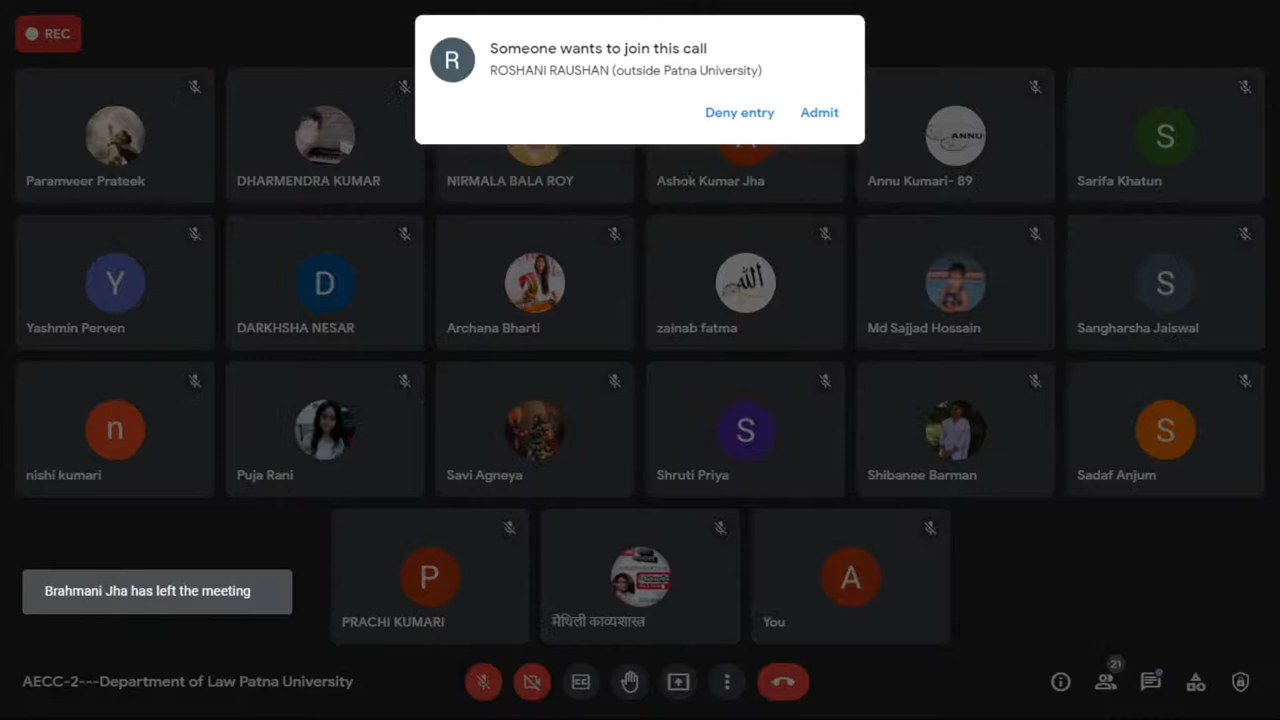 REC
R
Someone wants to join this call
ROSHANI RAUSHAN (outside Patna University)
Deny entry
Admit
Paramveer Prateek
DHARMENDRA KUMAR
NIRMALA BALA ROY
Ashok Kumar Jha
ANNU
Annu Kumari- 89
S
Sarifa Khatun
Y
Yashmin Perven
D
DARKHSHA NESAR
Archana Bharti
الله
zainab fatma
Md Sajjad Hossain
S
Sangharsha Jaiswal
n
nishi kumari
Puja Rani
Savi Agneya
S
Shruti Priya
Shibanee Barman
S
Sadaf Anjum
Brahmani Jha has left the meeting
P
PRACHI KUMARI
मैथिली काव्यशास्त्र
A
You
AECC-2---Department of Law Patna University
CC
21